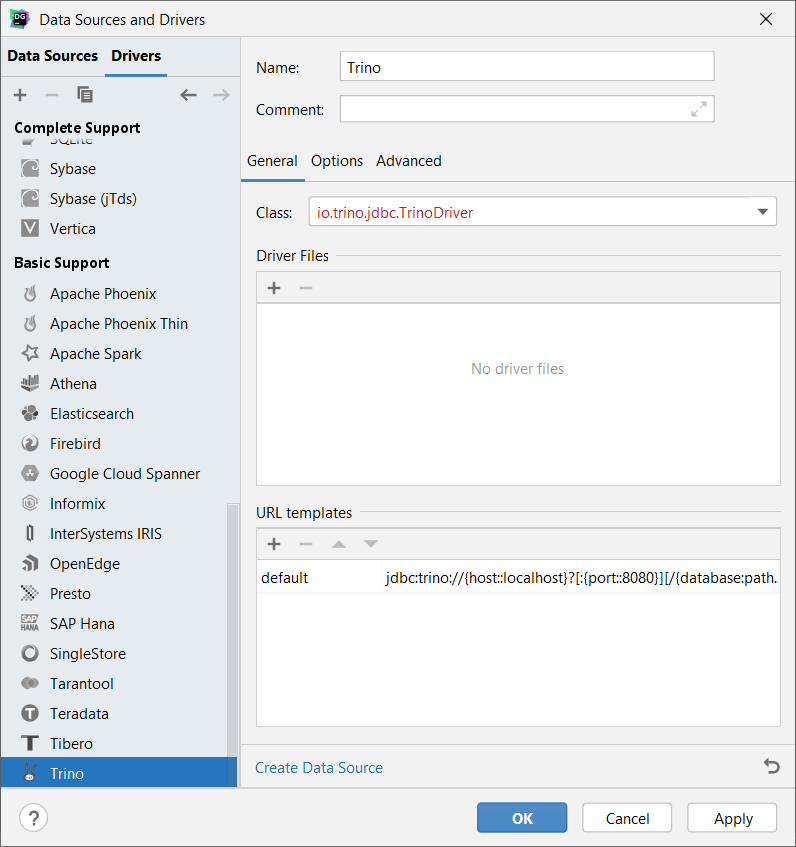 DG
Data Sources and Drivers
Data Sources Drivers
Complete Support
SQLite
Sybase
Sybase (jTds)
Vertica
Basic Support
Apache Phoenix
Apache Phoenix Thin
Apache Spark
Athena
Elasticsearch
Firebird
Google Cloud Spanner
Informix
InterSystems IRIS
OpenEdge
Presto
SAP HANA SAP Hana
SingleStore
Tarantool
Teradata
Tibero
Trino
Name: Trino
Comment:
General Options Advanced
Class: io.trino.jdbc.TrinoDriver
Driver Files
No driver files
URL templates
default jdbc:trino://{host::localhost}?[:{port::8080}][/{database:path.
Create Data Source
? OK Cancel Apply